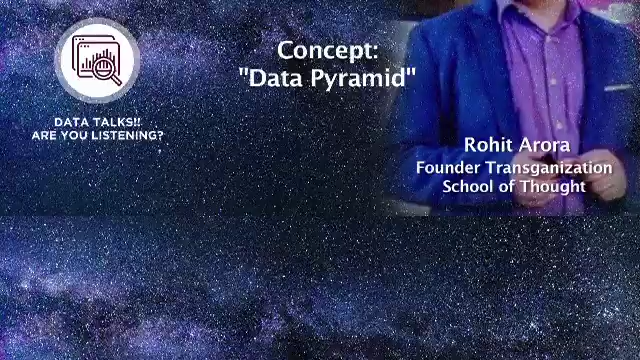 Concept:
"Data Pyramid"
DATA TALKS!!
ARE YOU LISTENING?
Rohit Arora
Founder Transganization
School of Thought